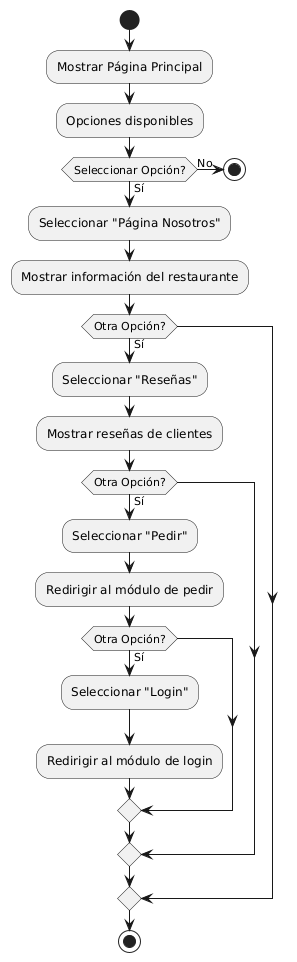 Mostrar Página Principal
Opciones disponibles
Seleccionar Opción?
No
Sí
Seleccionar "Página Nosotros"
Mostrar información del restaurante
Otra Opción?
Sí
Seleccionar "Reseñas"
Mostrar reseñas de clientes
Otra Opción?
Sí
Seleccionar "Pedir"
Redirigir al módulo de pedir
Otra Opción?
Sí
Seleccionar "Login"
Redirigir al módulo de login